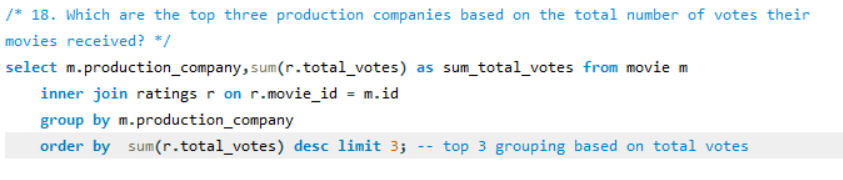 /* 18. Which are the top three production companies based on the total number of votes their
movies received? */
select m.production_company,sum(r.total_votes) as sum_total_votes from movie m
    inner join ratings r on r.movie_id = m.id
    group by m.production_company
    order by  sum(r.total_votes) desc limit 3; -- top 3 grouping based on total votes